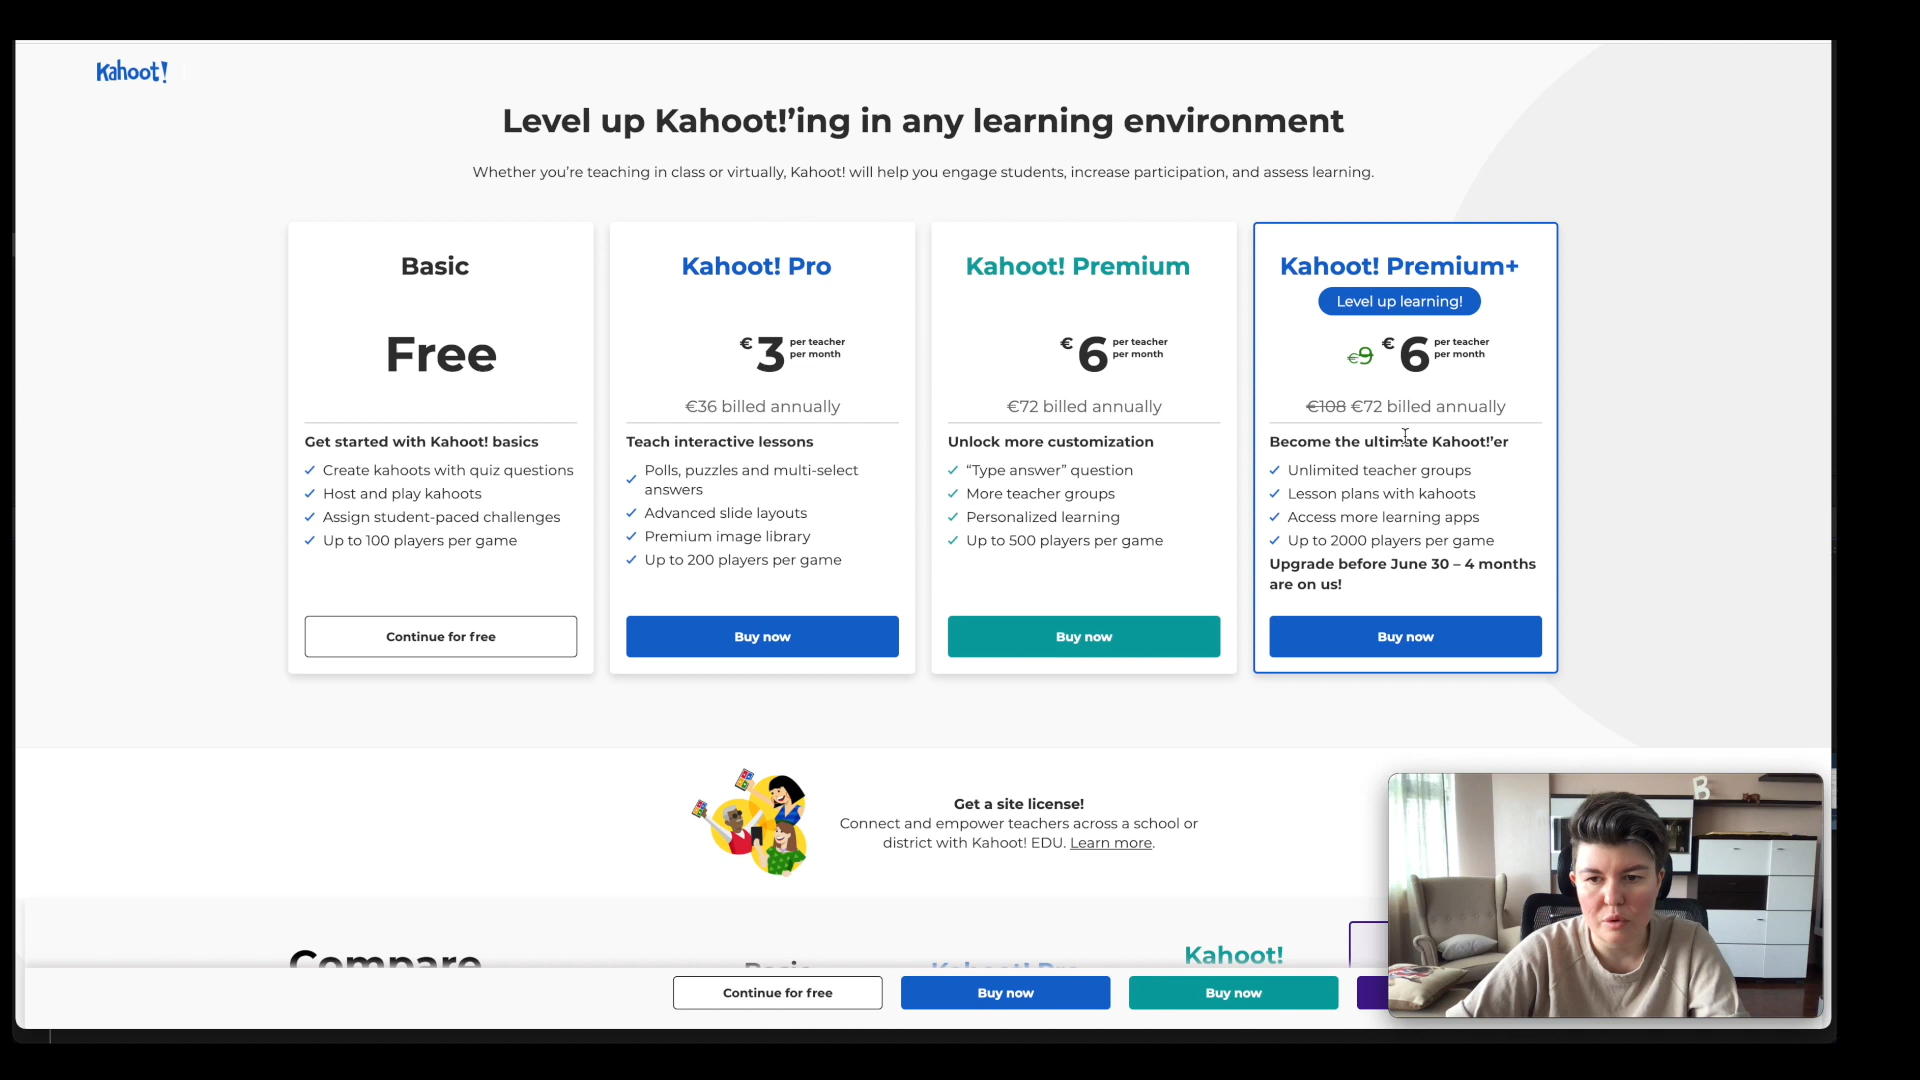 Kahoot!
Level up Kahoot!’ing in any learning environment
Whether you’re teaching in class or virtually, Kahoot! will help you engage students, increase participation, and assess learning.
Basic
Free
Get started with Kahoot! basics
Create kahoots with quiz questions
Host and play kahoots
Assign student-paced challenges
Up to 100 players per game
Continue for free
Kahoot! Pro
€ 3 per teacher
per month
€36 billed annually
Teach interactive lessons
Polls, puzzles and multi-select
answers
Advanced slide layouts
Premium image library
Up to 200 players per game
Buy now
Kahoot! Premium
€ 6 per teacher
per month
€72 billed annually
Unlock more customization
“Type answer” question
More teacher groups
Personalized learning
Up to 500 players per game
Buy now
Kahoot! Premium+
Level up learning!
€9 € 6 per teacher
per month
€108 €72 billed annually
Become the ultimate Kahoot!’er
Unlimited teacher groups
Lesson plans with kahoots
Access more learning apps
Up to 2000 players per game
Upgrade before June 30 – 4 months
are on us!
Buy now
Get a site license!
Connect and empower teachers across a school or
district with Kahoot! EDU. Learn more.
Compare
Basic
Kahoot! Pro
Kahoot!
Continue for free
Buy now
Buy now
B